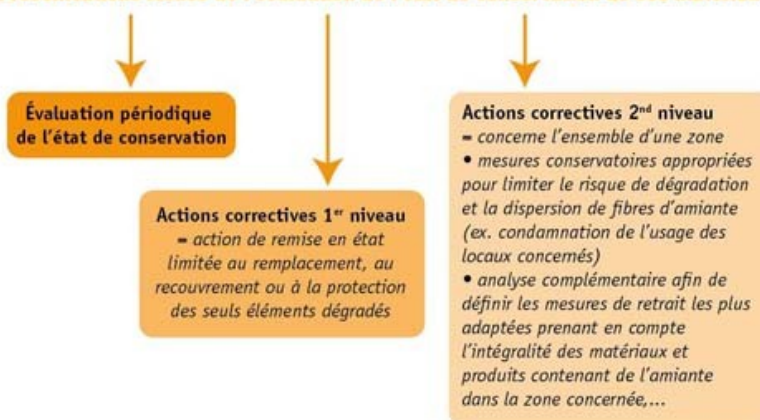 Évaluation périodique
de l'état de conservation
Actions correctives 1er niveau
= action de remise en état
limitée au remplacement, au
recouvrement ou à la protection
des seuls éléments dégradés
Actions correctives 2nd niveau
= concerne l'ensemble d'une zone
• mesures conservatoires appropriées
pour limiter le risque de dégradation
et la dispersion de fibres d'amiante
(ex. condamnation de l'usage des
locaux concernés)
• analyse complémentaire afin de
définir les mesures de retrait les plus
adaptées prenant en compte
l'intégralité des matériaux et
produits contenant de l'amiante
dans la zone concernée,...